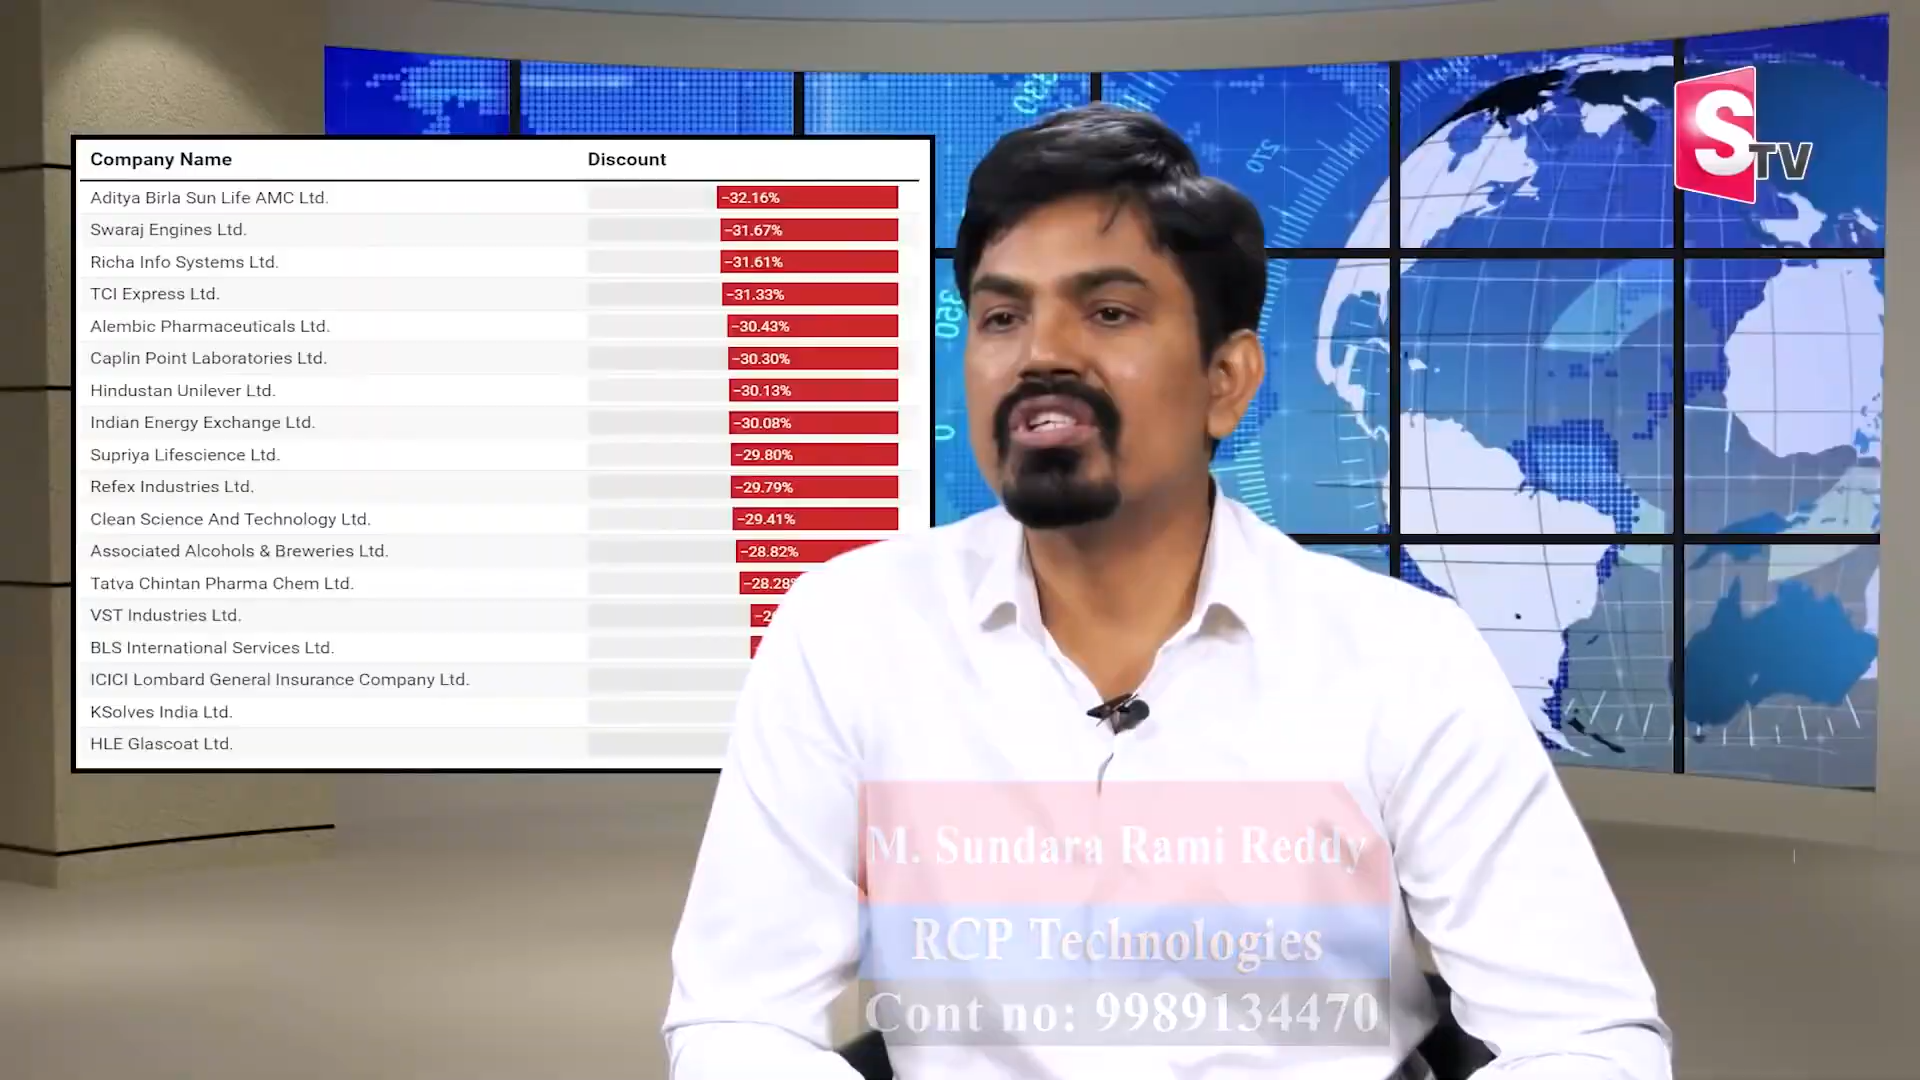 Company Name Discount
Aditya Birla Sun Life AMC Ltd. −32.16%
Swaraj Engines Ltd. −31.67%
Richa Info Systems Ltd. −31.61%
TCI Express Ltd. −31.33%
Alembic Pharmaceuticals Ltd. −30.43%
Caplin Point Laboratories Ltd. −30.30%
Hindustan Unilever Ltd. −30.13%
Indian Energy Exchange Ltd. −30.08%
Supriya Lifescience Ltd. −29.80%
Refex Industries Ltd. −29.79%
Clean Science And Technology Ltd. −29.41%
Associated Alcohols & Breweries Ltd. −28.82%
Tatva Chintan Pharma Chem Ltd. −28.28%
VST Industries Ltd.
BLS International Services Ltd.
ICICI Lombard General Insurance Company Ltd.
KSolves India Ltd.
HLE Glascoat Ltd.
STV
270
M. Sundara Rami Reddy
RCP Technologies
Cont no: 9989134470